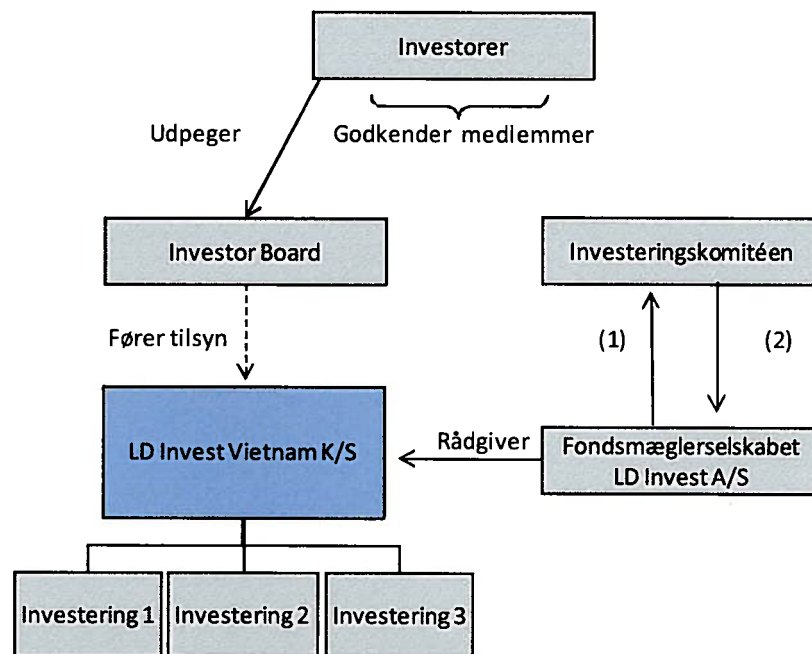 Investorer
Udpeger
Godkender medlemmer
Investor Board
Investeringskomitéen
Fører tilsyn
(1)
(2)
LD Invest Vietnam K/S
Rådgiver
Fondsmæglerselskabet
LD Invest A/S
Investering 1
Investering 2
Investering 3